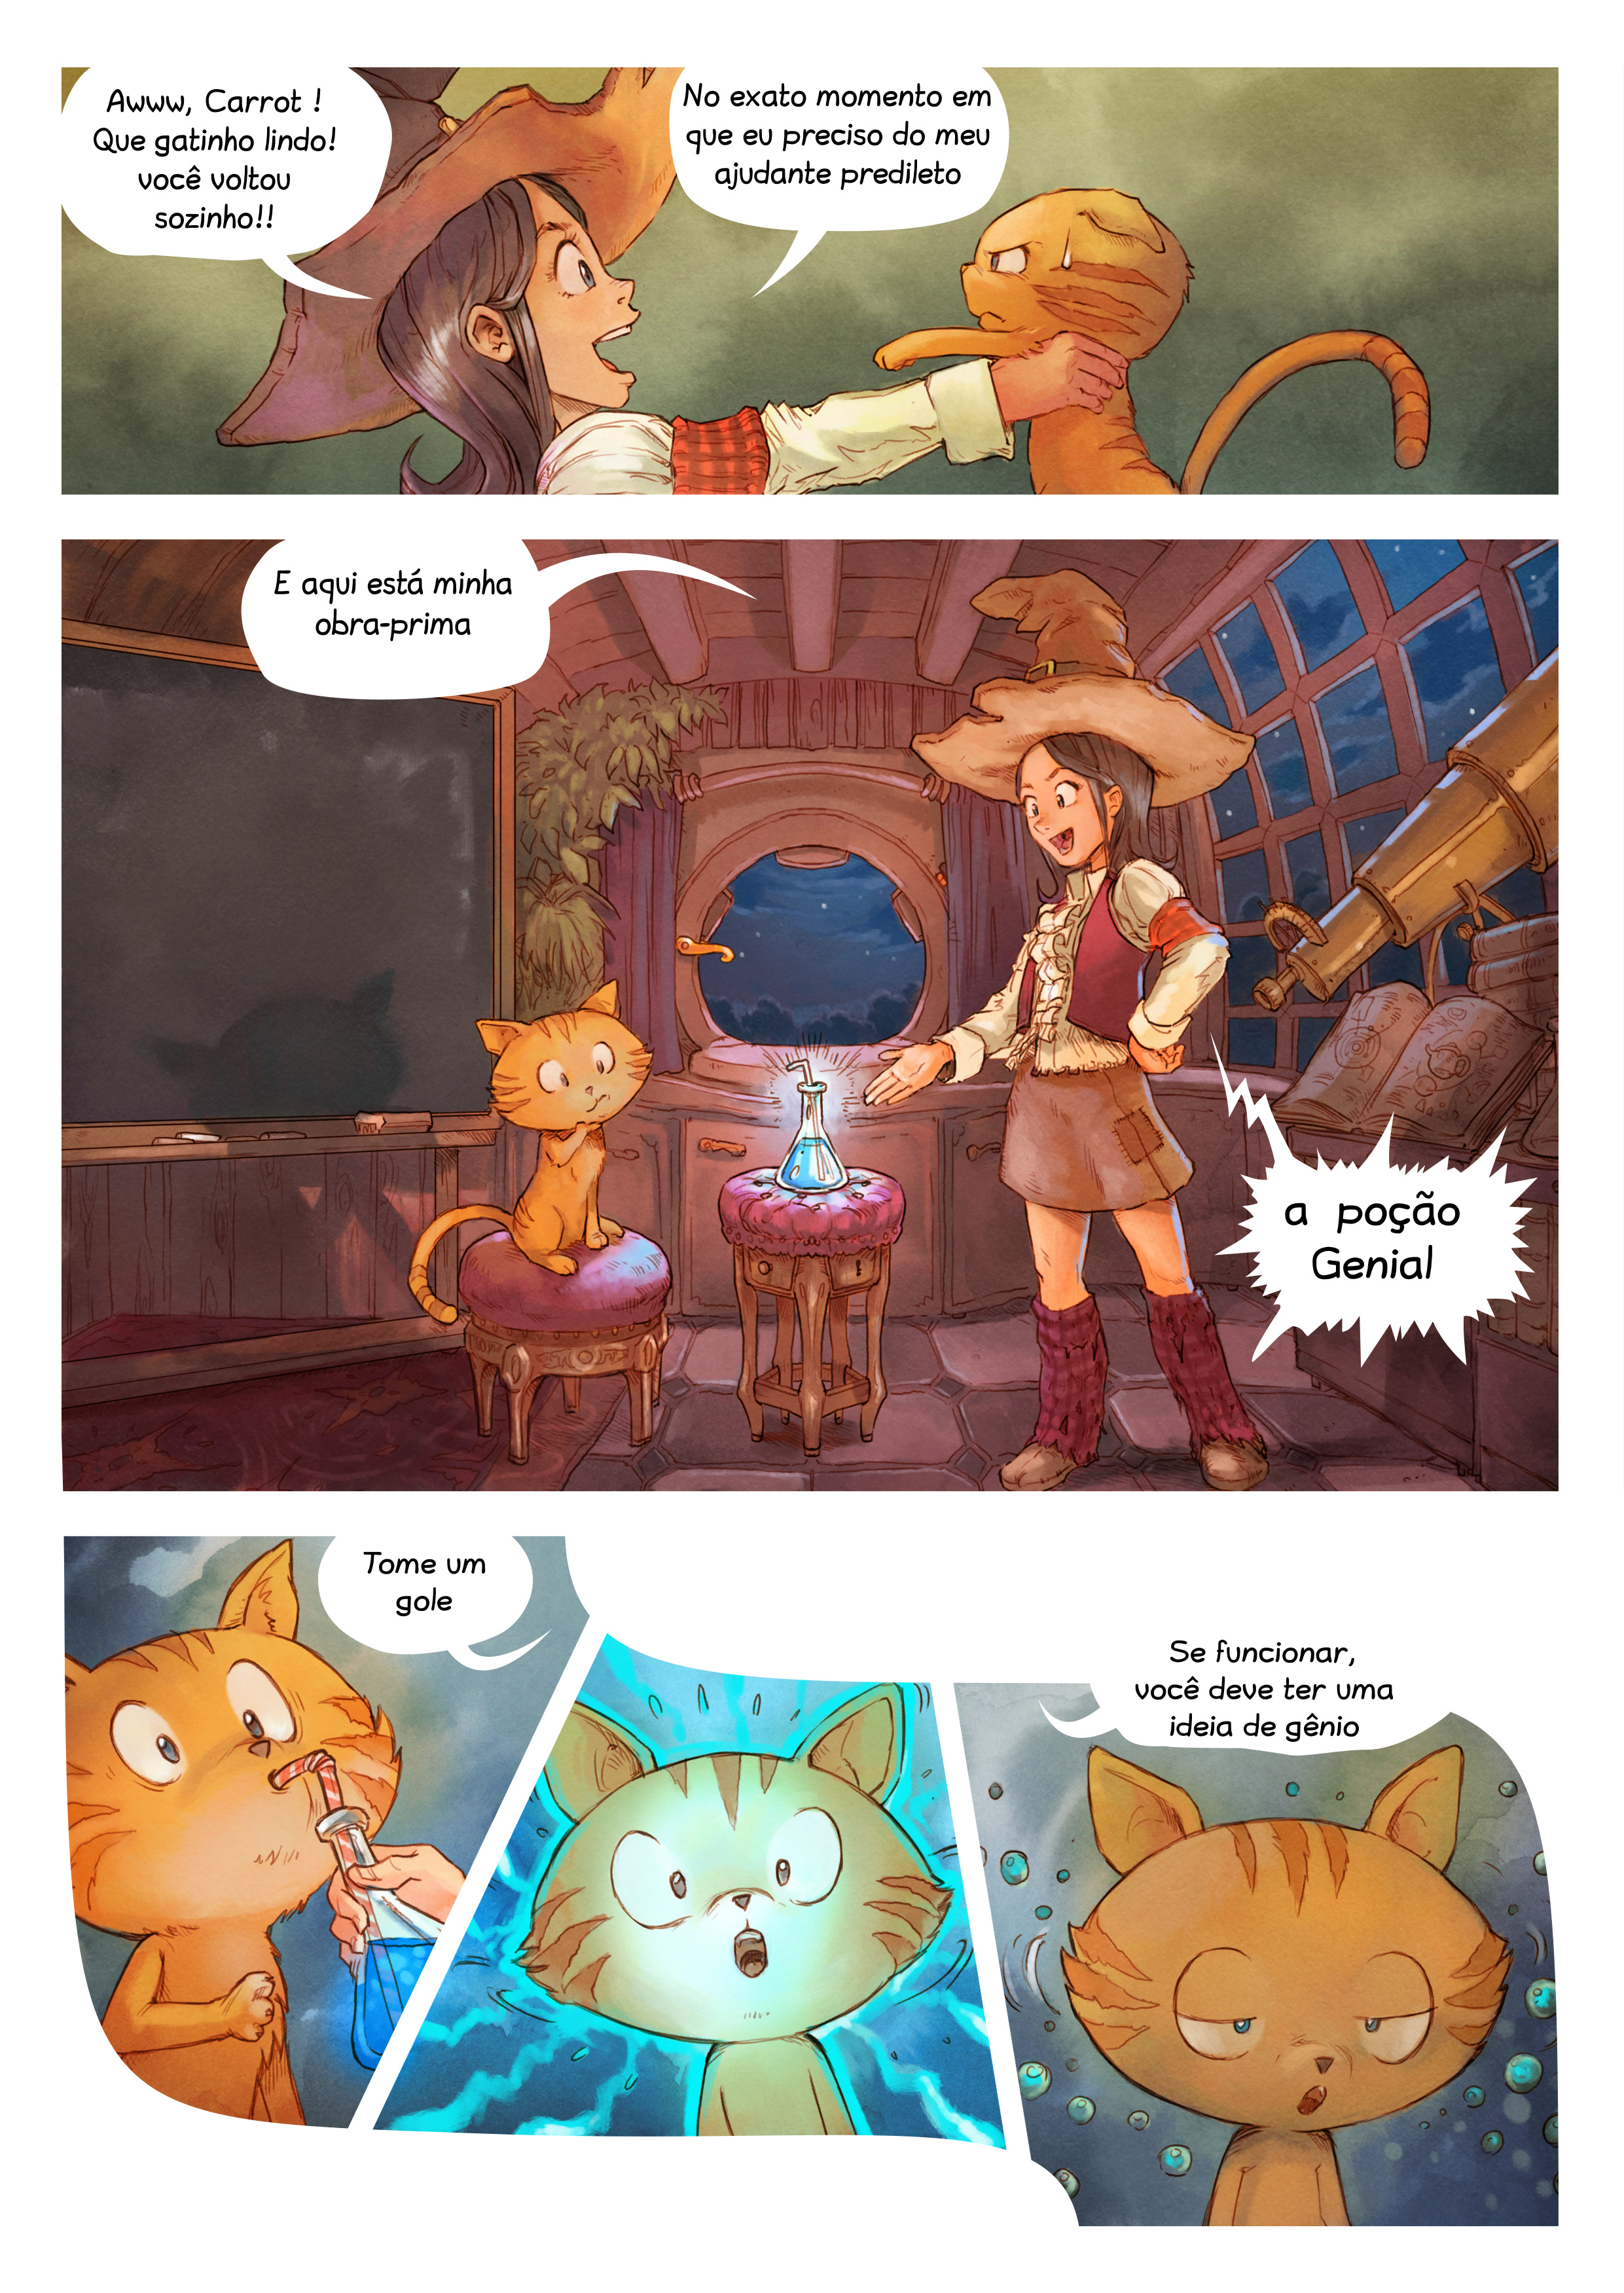 Awww, Carrot !
Que gatinho lindo!
você voltou
sozinho!!
No exato momento em
que eu preciso do meu
ajudante predileto
E aqui está minha
obra-prima
a poção
Genial
Tome um
gole
Se funcionar,
você deve ter uma
ideia de gênio